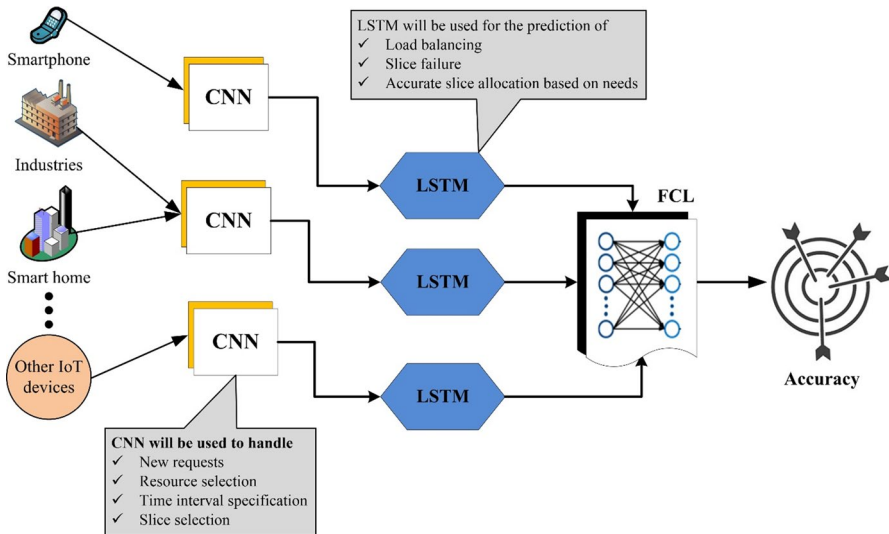 Smartphone
Industries
Smart home
Other IoT
devices
CNN
CNN
CNN
CNN will be used to handle
✓ New requests
✓ Resource selection
✓ Time interval specification
✓ Slice selection
LSTM will be used for the prediction of
✓ Load balancing
✓ Slice failure
✓ Accurate slice allocation based on needs
LSTM
LSTM
LSTM
FCL
Accuracy